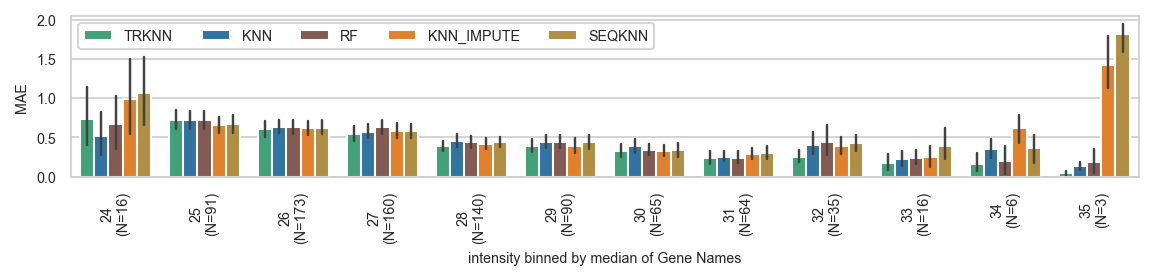 2.0
1.5
1.0
0.5
0.0
MAE
TRKNN KNN RF KNN_IMPUTE SEQKNN
24
(N=16)
25
(N=91)
26
(N=173)
27
(N=160)
28
(N=140)
29
(N=90)
30
(N=65)
31
(N=64)
32
(N=35)
33
(N=16)
34
(N=6)
35
(N=3)
intensity binned by median of Gene Names